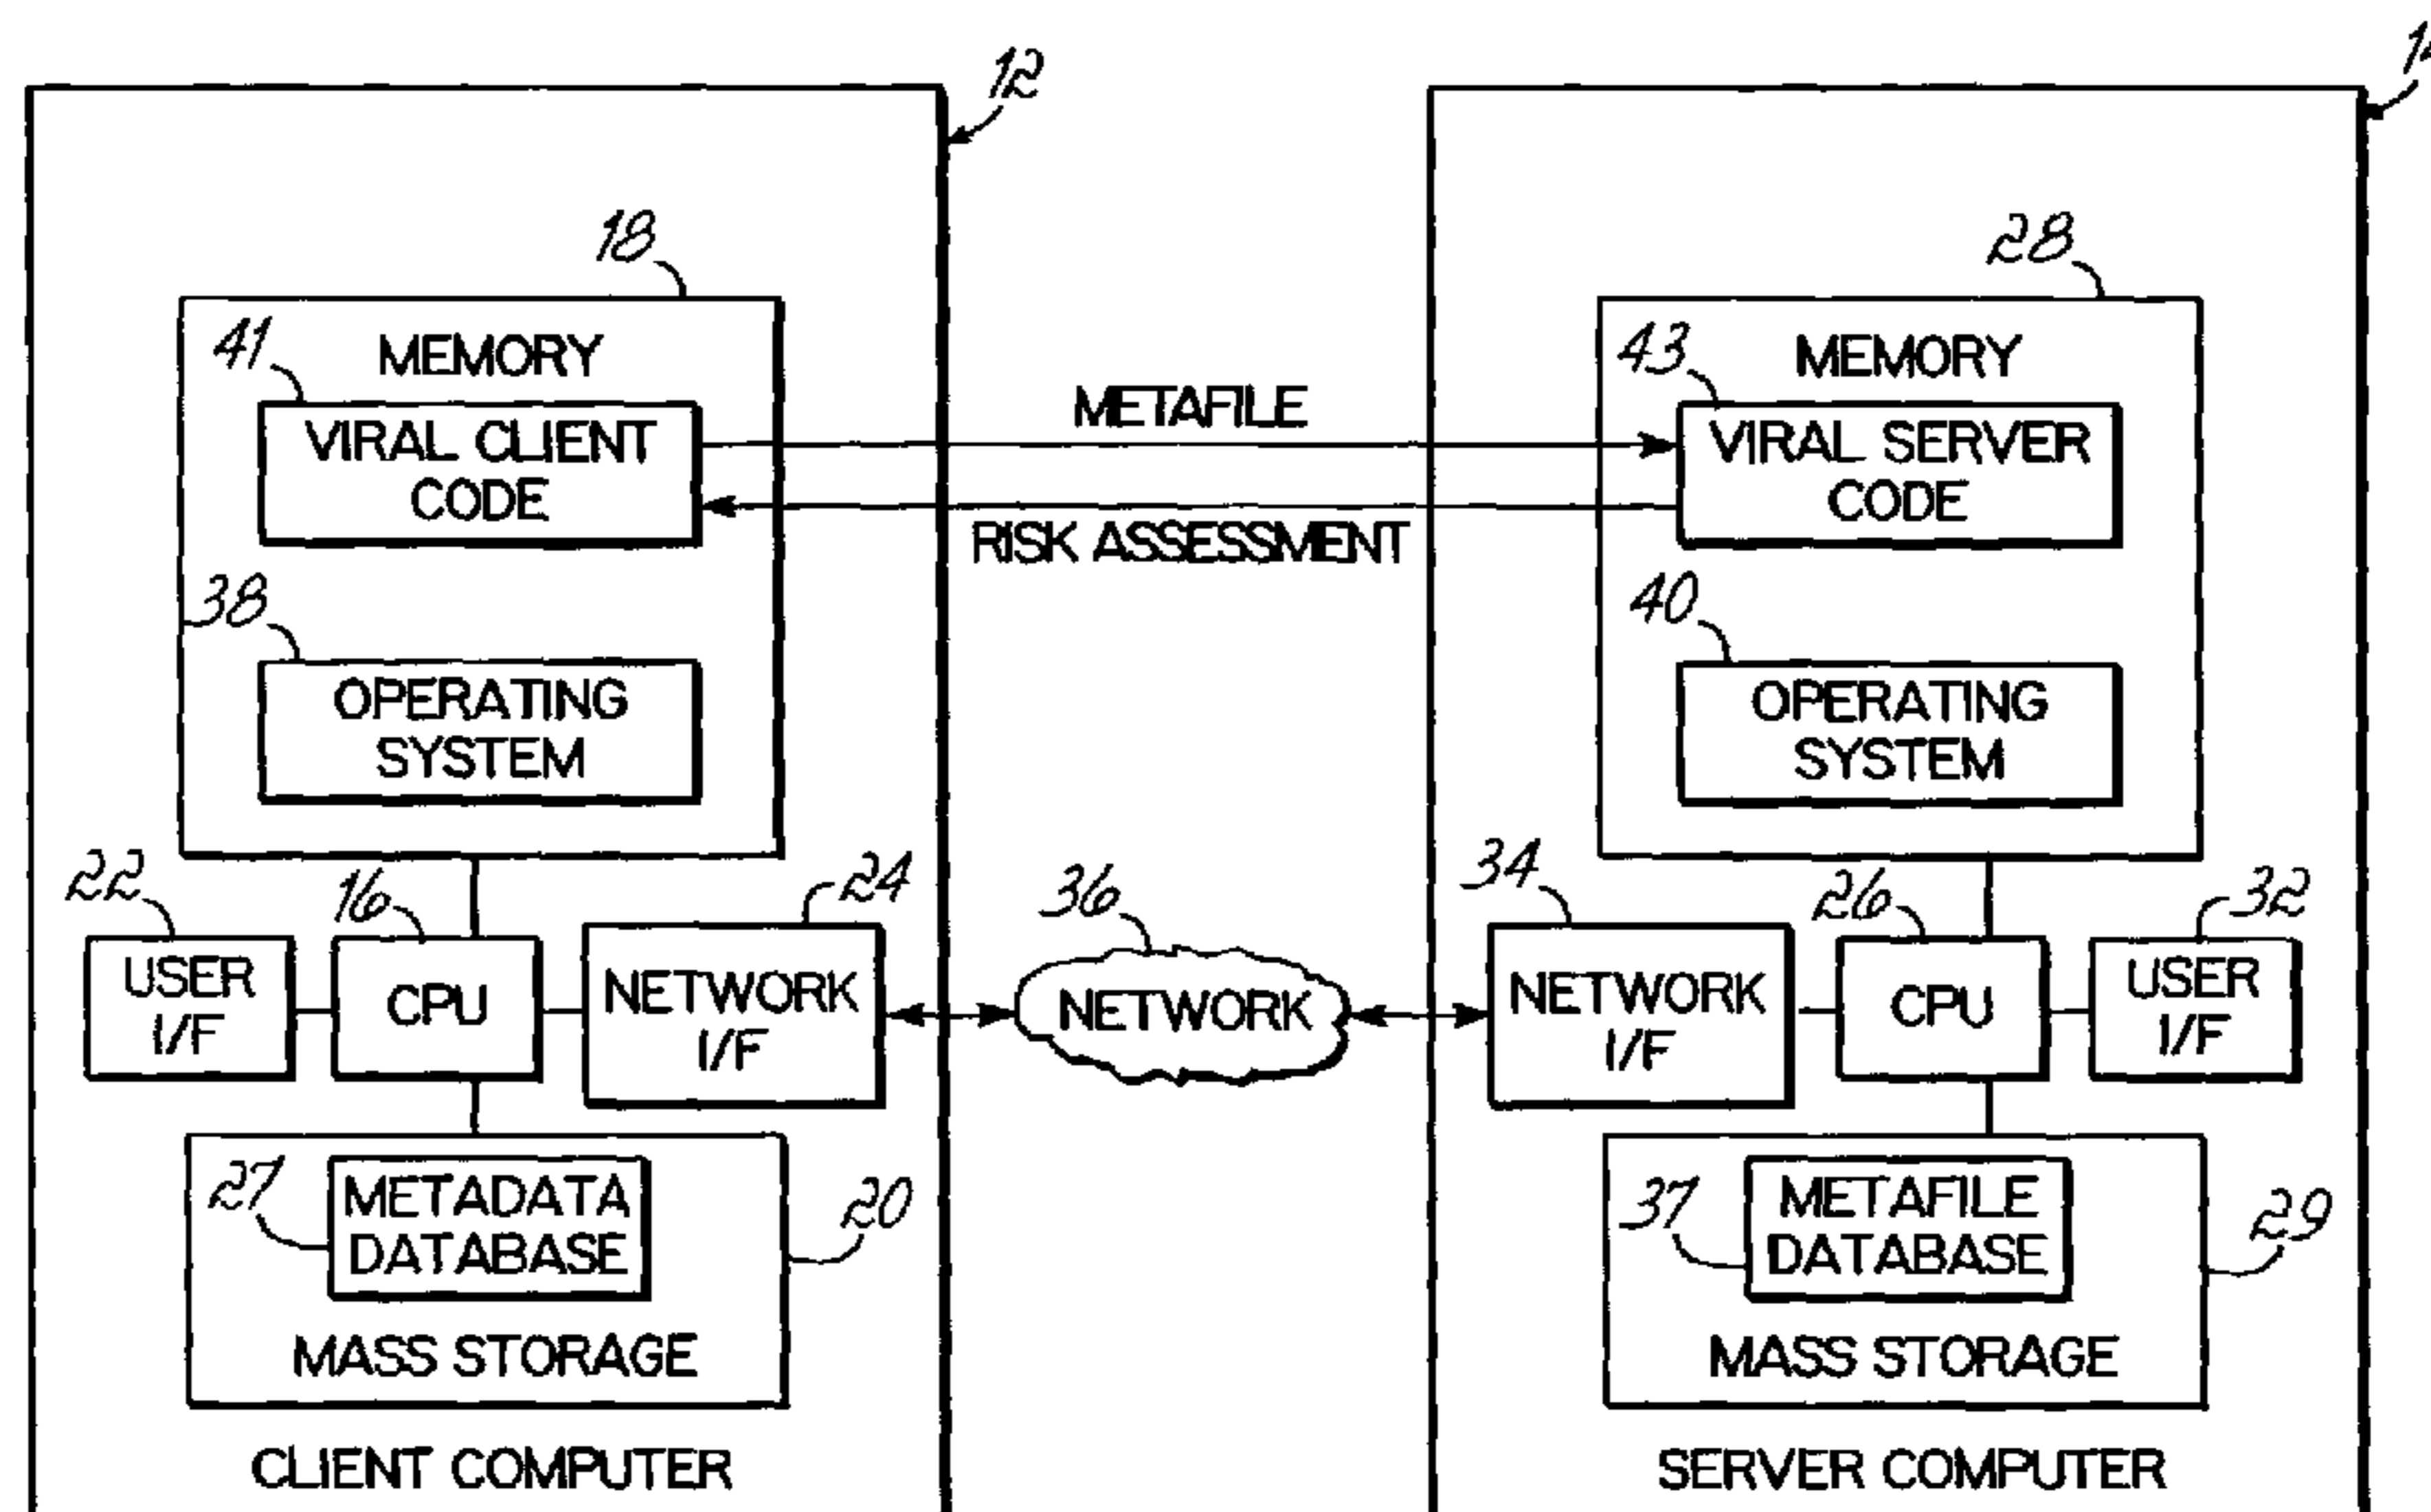 12
18
28
41
MEMORY
43
MEMORY
METAFILE
VIRAL CLIENT
CODE
VIRAL SERVER
CODE
RISK ASSESSMENT
38
40
OPERATING
SYSTEM
OPERATING
SYSTEM
22
16
24
36
34
26
32
USER
I/F
CPU
NETWORK
I/F
NETWORK
NETWORK
I/F
CPU
USER
I/F
27
METADATA
DATABASE
20
37
METAFILE
DATABASE
29
MASS STORAGE
MASS STORAGE
CLIENT COMPUTER
SERVER COMPUTER